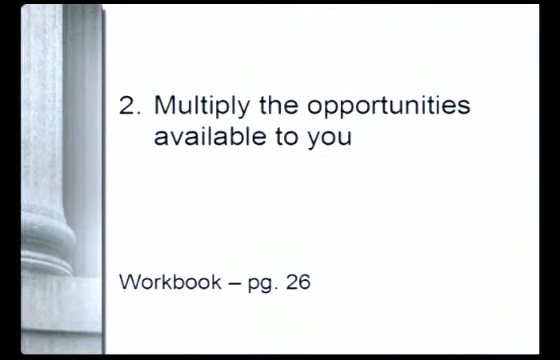 2. Multiply the opportunities
available to you
Workbook – pg. 26